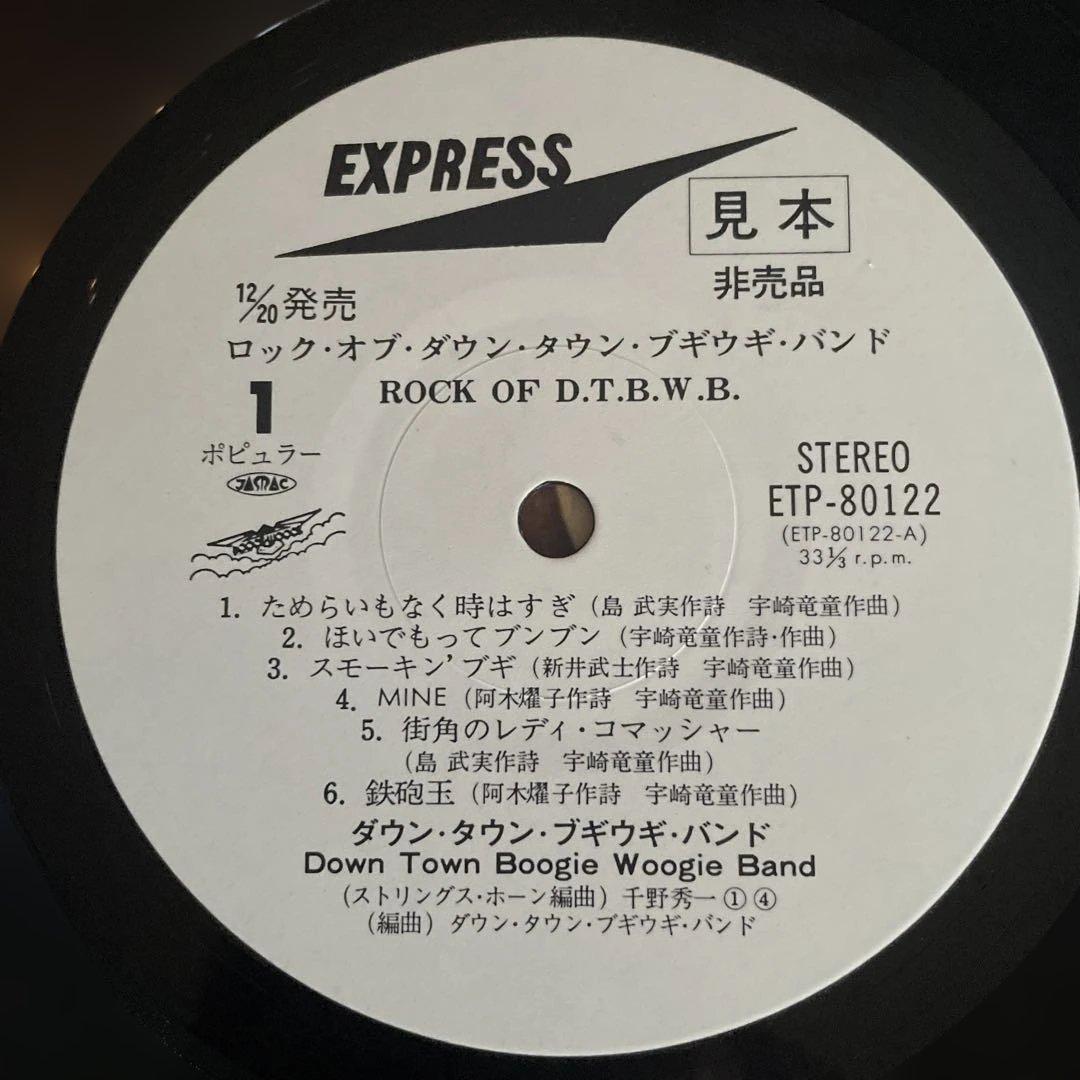 EXPRESS
見本
非売品
12/20発売
ロック・オブ・ダウン・タウン・ブギウギ・バンド
ROCK OF D.T.B.W.B.
1
ポピュラー
JASRAC
STEREO
ETP-80122
(ETP-80122-A)
33⅓ r.p.m.
1. ためらいもなく時はすぎ (島 武実作詩 宇崎竜童作曲)
2. ほいでもってブンブン (宇崎竜童作詩・作曲)
3. スモーキン’ブギ (新井武士作詩 宇崎竜童作曲)
4. MINE (阿木燿子作詩 宇崎竜童作曲)
5. 街角のレディ・コマッシャー
(島 武実作詩 宇崎竜童作曲)
6. 鉄砲玉 (阿木燿子作詩 宇崎竜童作曲)
ダウン・タウン・ブギウギ・バンド
Down Town Boogie Woogie Band
(ストリングス・ホーン編曲) 千野秀一 ① ④
(編曲) ダウン・タウン・ブギウギ・バンド